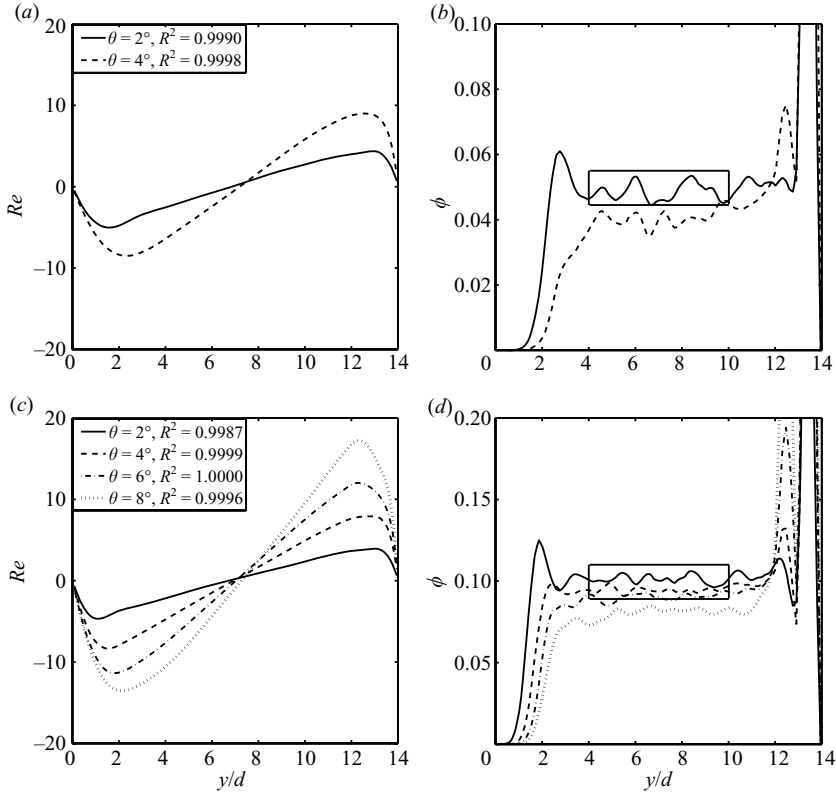 (a)
20
10
0
–10
–20
Re
0 2 4 6 8 10 12 14
θ = 2°, R² = 0.9990
θ = 4°, R² = 0.9998
(b)
0.10
0.08
0.06
0.04
0.02
ϕ
0 2 4 6 8 10 12 14
(c)
20
10
0
–10
–20
Re
0 2 4 6 8 10 12 14
y/d
θ = 2°, R² = 0.9987
θ = 4°, R² = 0.9999
θ = 6°, R² = 1.0000
θ = 8°, R² = 0.9996
(d)
0.20
0.15
0.10
0.05
ϕ
0 2 4 6 8 10 12 14
y/d